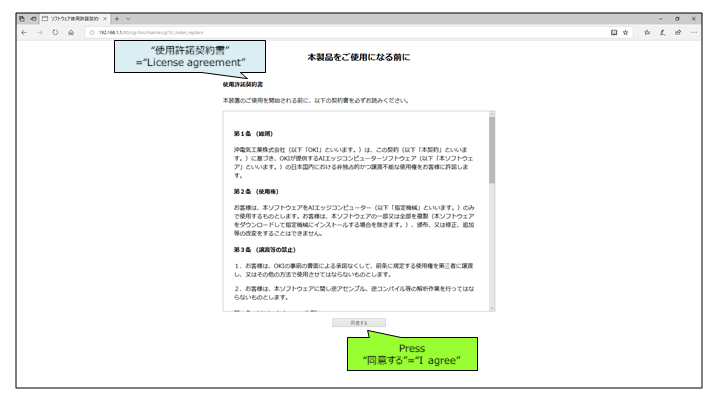 ソフトウェア使用許諾契約
192.168.1.1
"使用許諾契約書"
="License agreement"
本製品をご使用になる前に
使用許諾契約書
本装置のご使用を開始される前に、以下の契約書を必ずお読みください。
第１条 (総則)
沖電気工業株式会社（以下「OKI」といいます。）は、この契約（以下「本契約」といいま
す。）に基づき、OKIが提供するAIエッジコンピューターソフトウェア（以下「本ソフトウェ
ア」といいます。）の日本国内における非独占的かつ譲渡不能な使用権をお客様に許諾しま
す。
第２条 (使用権)
お客様は、本ソフトウェアをAIエッジコンピューター（以下「指定機械」といいます。）のみ
で使用するものとします。お客様は、本ソフトウェアの一部又は全部を複製（本ソフトウェア
をダウンロードして指定機械にインストールする場合を除きます。）、頒布、又は修正、追加
等の改変をすることはできません。
第３条 (譲渡等の禁止)
１．お客様は、OKIの事前の書面による承諾なくして、前条に規定する使用権を第三者に譲渡
し、又はその他の方法で使用させてはならないものとします。
２．お客様は、本ソフトウェアに関し逆アセンブル、逆コンパイル等の解析作業を行ってはな
らないものとします。
同意する
Press
"同意する"="I agree"